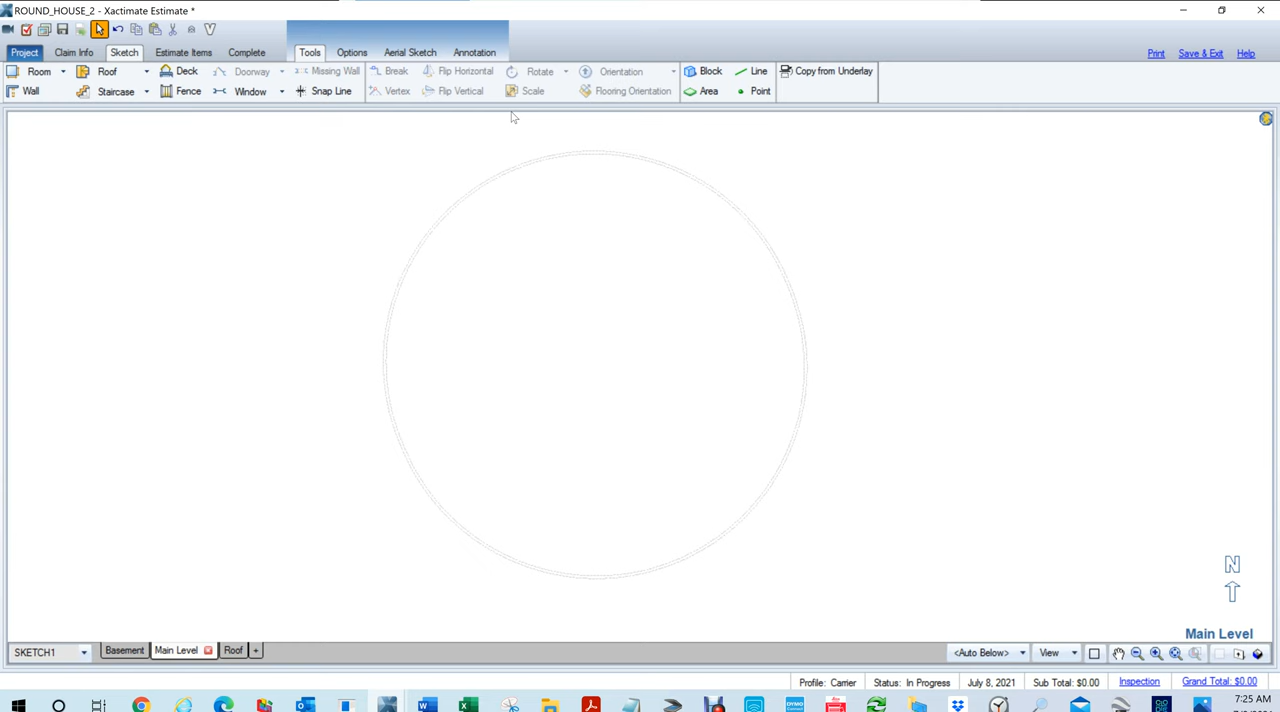 ROUND_HOUSE_2 - Xactimate Estimate *
Project Claim Info Sketch Estimate Items Complete Tools Options Aerial Sketch Annotation Print Save & Exit Help
Room Roof Deck Doorway Missing Wall Break Flip Horizontal Rotate Orientation Block Line Copy from Underlay
Wall Staircase Fence Window Snap Line Vertex Flip Vertical Scale Flooring Orientation Area Point
N
Main Level
SKETCH1 Basement Main Level Roof + <Auto Below> View
Profile: Carrier Status: In Progress July 8, 2021 Sub Total: $0.00 Inspection Grand Total: $0.00
7:25 AM